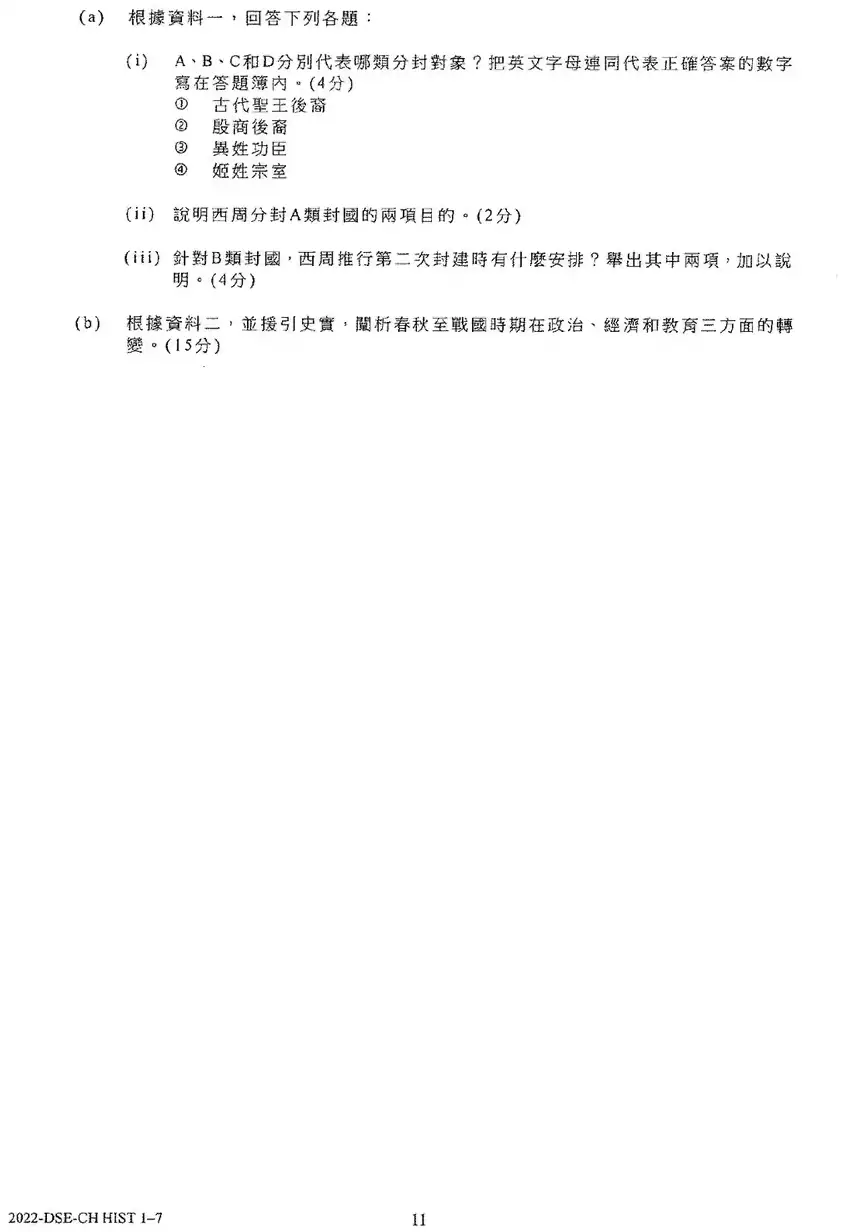 (a) 根據資料一，回答下列各題：
(i) A、B、C和D分別代表哪類分封對象？把英文字母連同代表正確答案的數字
寫在答題簿內。(4分)
① 古代聖王後裔
② 殷商後裔
③ 異姓功臣
④ 姬姓宗室
(ii) 說明西周分封A類封國的兩項目的。(2分)
(iii) 針對B類封國，西周推行第二次封建時有什麼安排？舉出其中兩項，加以說
明。(4分)
(b) 根據資料二，並援引史實，闡析春秋至戰國時期在政治、經濟和教育三方面的轉
變。(15分)
2022-DSE-CH HIST 1–7
11